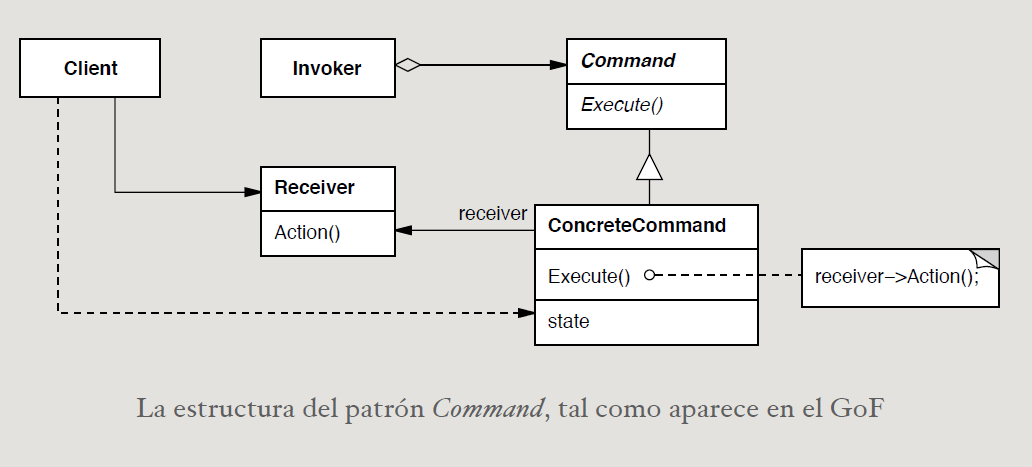 Client
Invoker
Command
Execute()
Receiver
Action()
receiver
ConcreteCommand
Execute()
receiver->Action();
state
La estructura del patrón Command, tal como aparece en el GoF